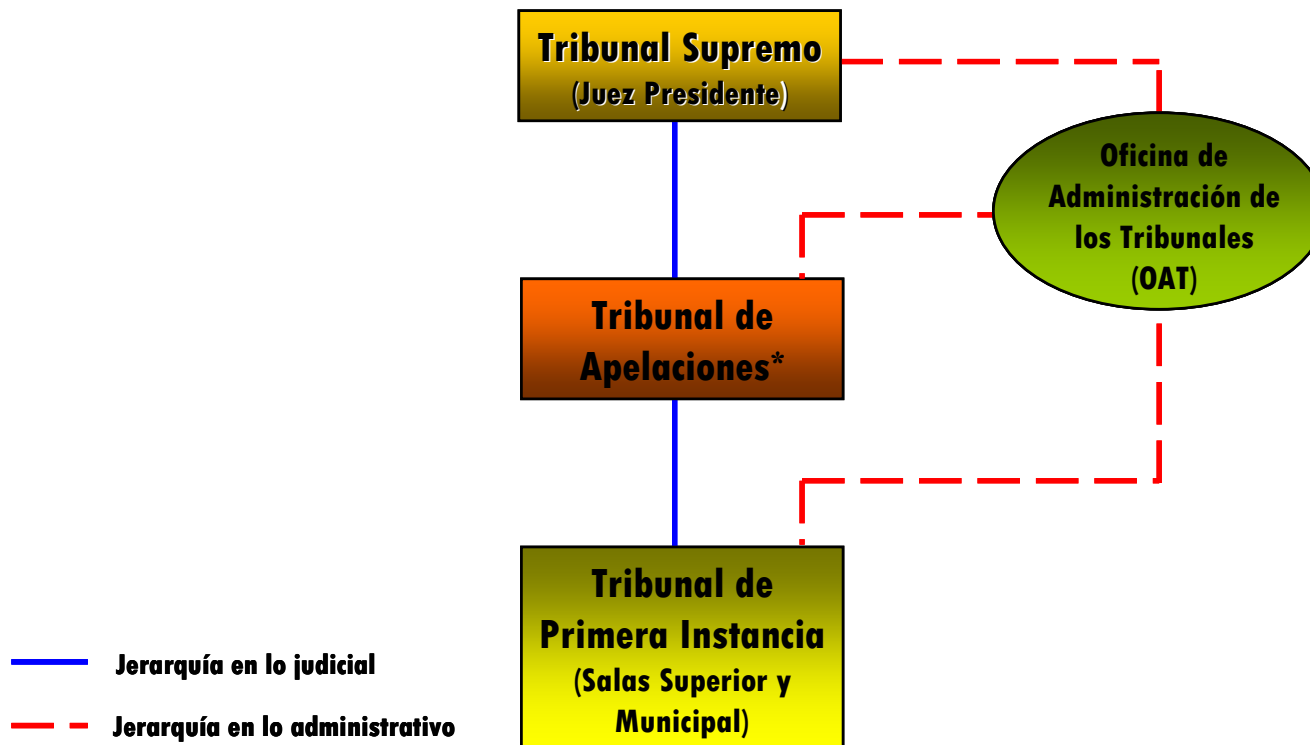 Tribunal Supremo
(Juez Presidente)
Oficina de
Administración de
los Tribunales
(OAT)
Tribunal de
Apelaciones*
Tribunal de
Primera Instancia
(Salas Superior y
Municipal)
Jerarquía en lo judicial
Jerarquía en lo administrativo